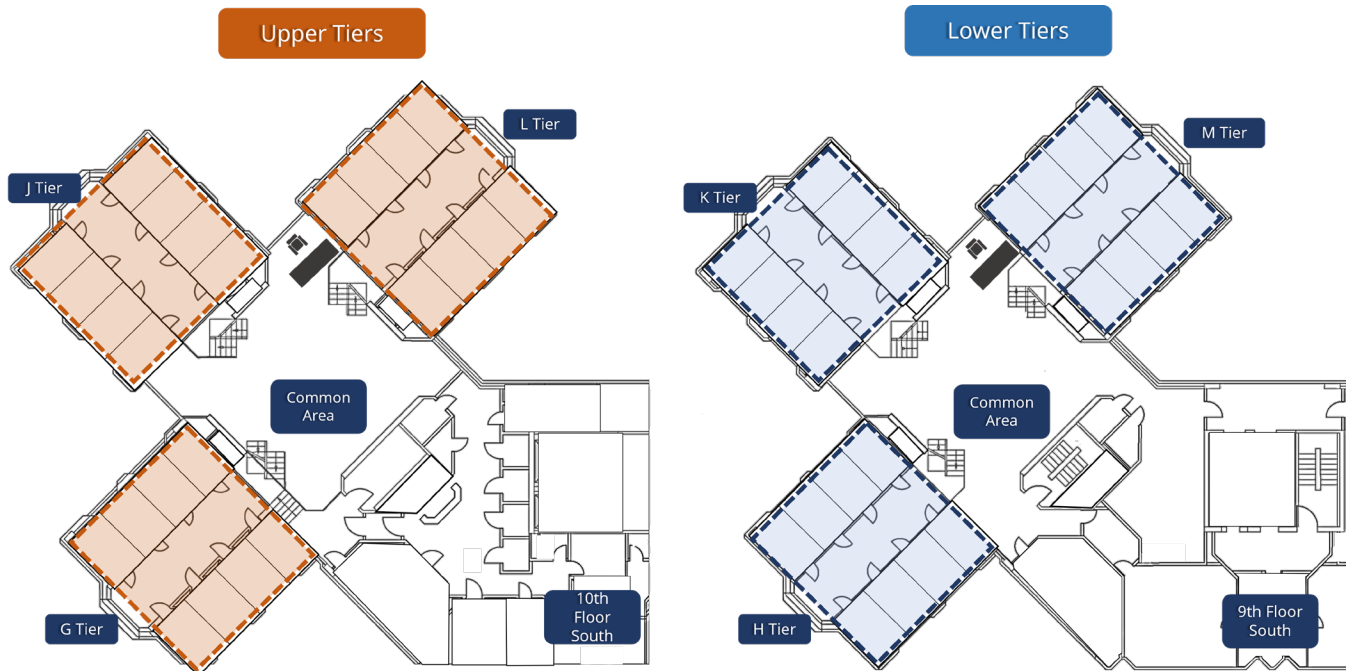 Upper Tiers
L Tier
J Tier
Common
Area
G Tier
10th
Floor
South
Lower Tiers
M Tier
K Tier
Common
Area
H Tier
9th Floor
South